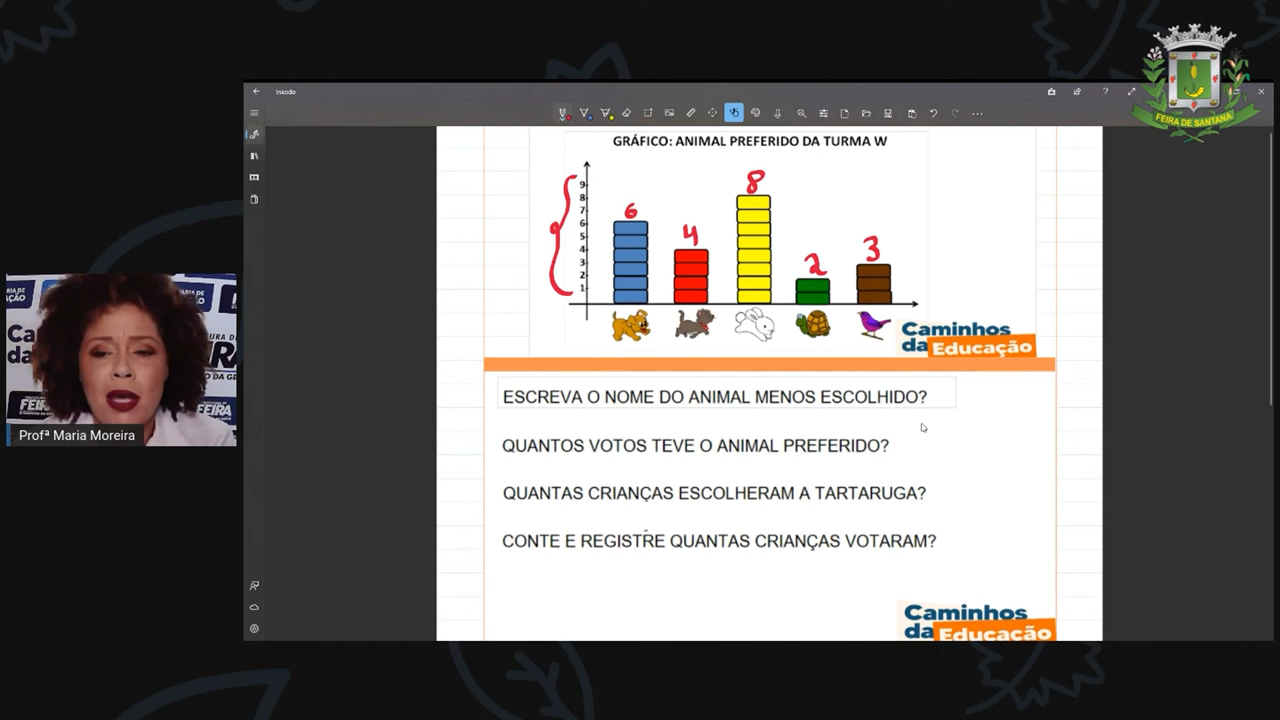 FEIRA DE SANTANA
Inkodo
GRÁFICO: ANIMAL PREFERIDO DA TURMA W
9
8
7
6
5
4
3
2
1
6
4
8
2
3
Caminhos
da Educação
ESCREVA O NOME DO ANIMAL MENOS ESCOLHIDO?
QUANTOS VOTOS TEVE O ANIMAL PREFERIDO?
QUANTAS CRIANÇAS ESCOLHERAM A TARTARUGA?
CONTE E REGISTRE QUANTAS CRIANÇAS VOTARAM?
Caminhos
da Educação
Profª Maria Moreira